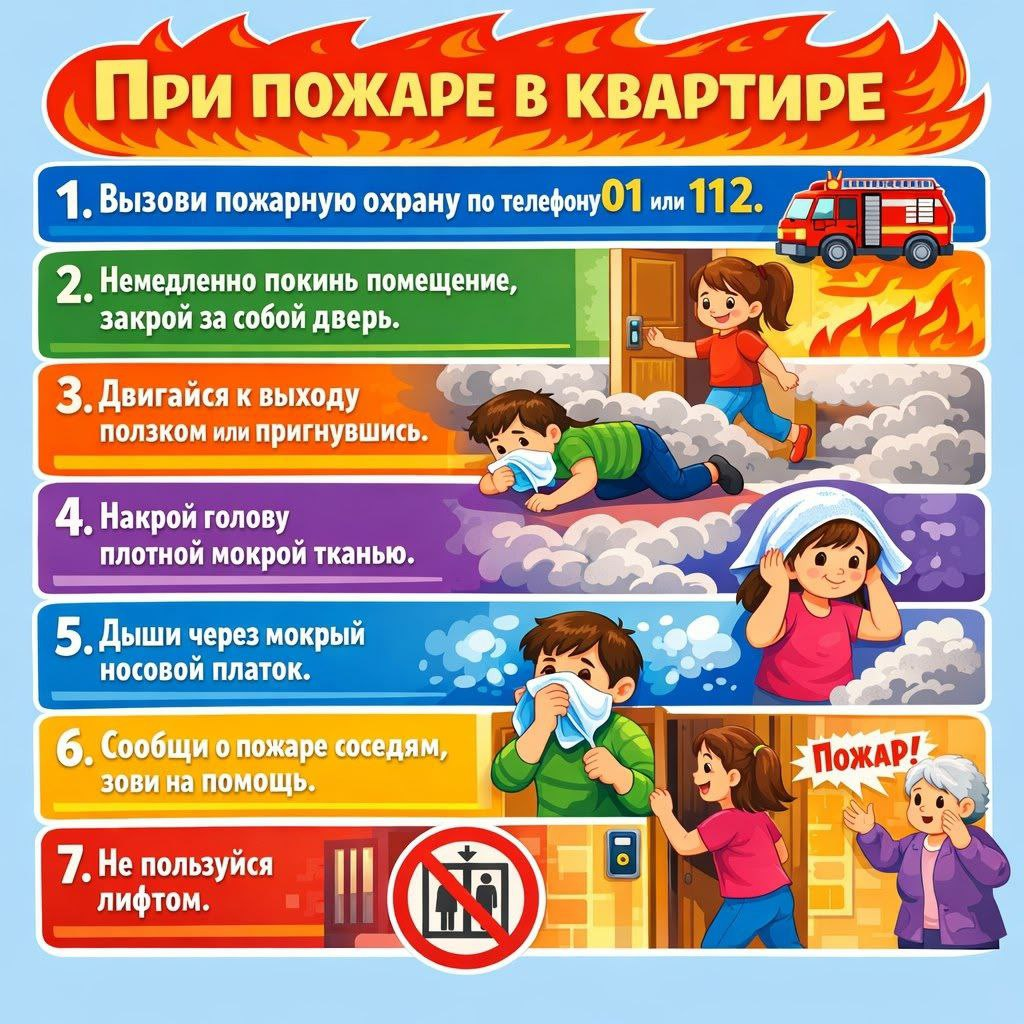 При пожаре в квартире
1. Вызови пожарную охрану по телефону 01 или 112.
2. Немедленно покинь помещение,
закрой за собой дверь.
3. Двигайся к выходу
ползком или пригнувшись.
4. Накрой голову
плотной мокрой тканью.
5. Дыши через мокрый
носовой платок.
6. Сообщи о пожаре соседям,
зови на помощь.
Пожар!
7. Не пользуйся
лифтом.